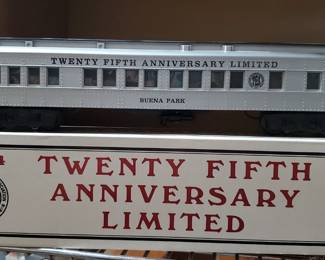 TWENTY FIFTH ANNIVERSARY LIMITED
BUENA PARK
TWENTY FIFTH
ANNIVERSARY
LIMITED